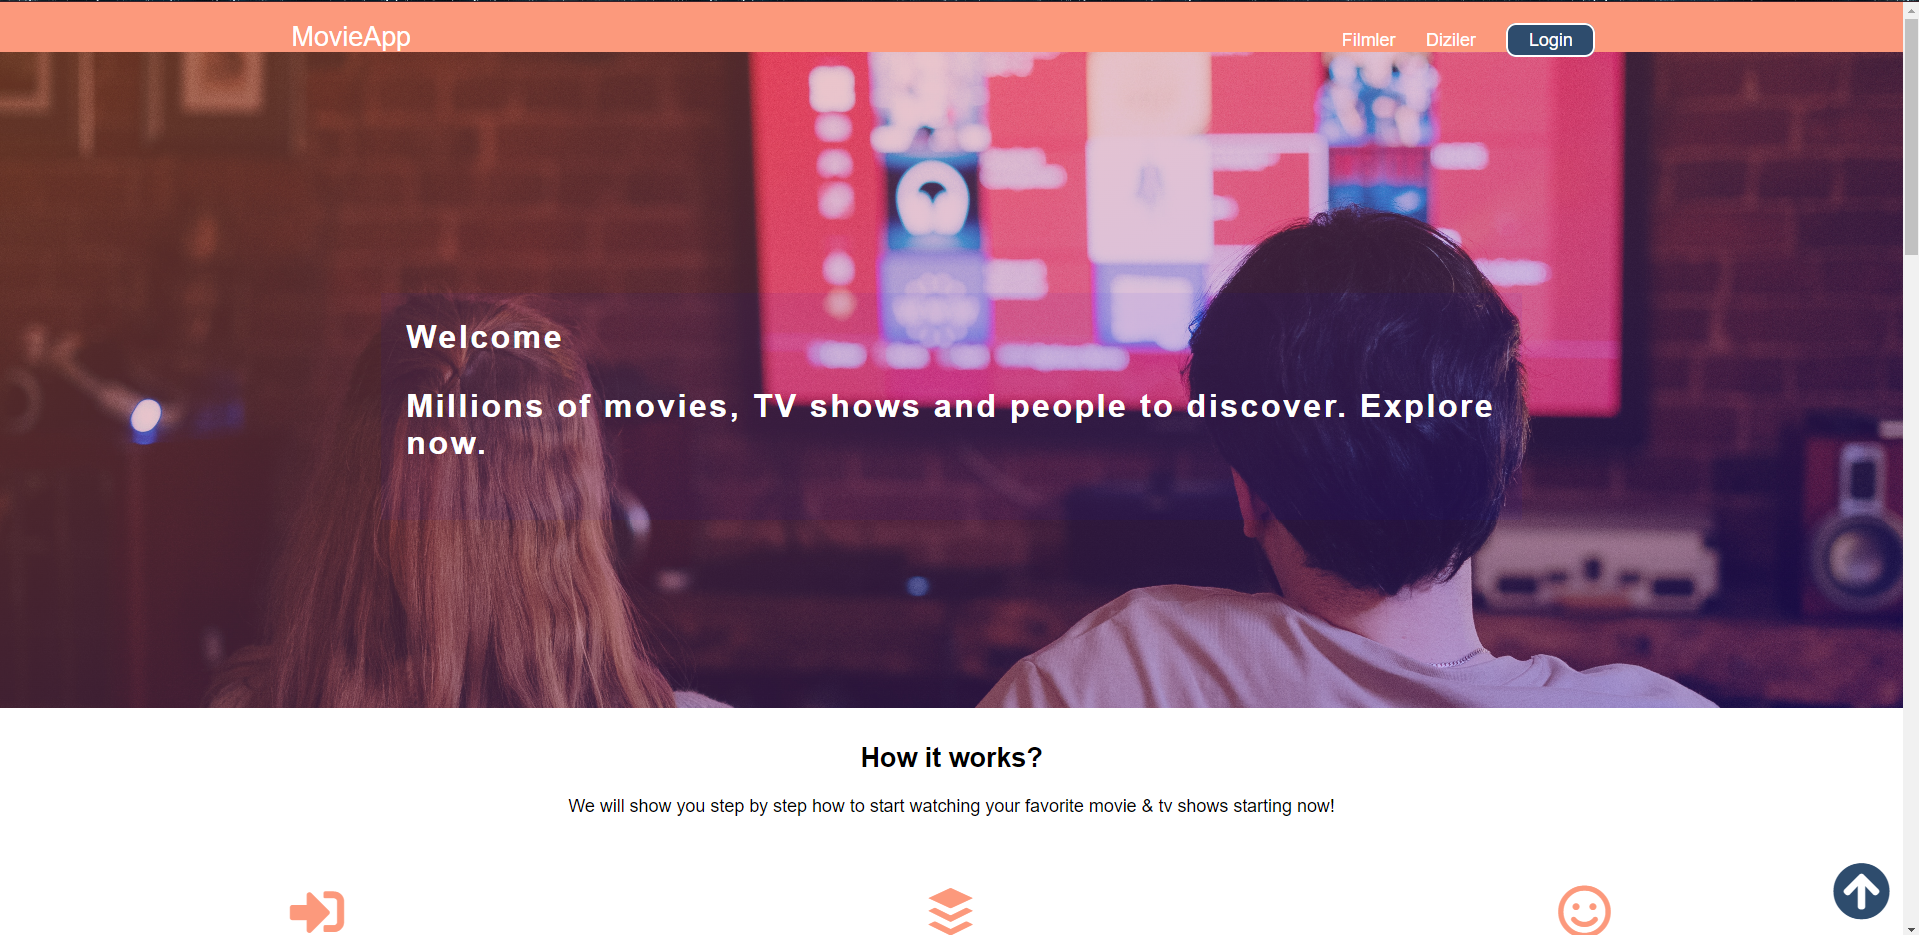 MovieApp
Filmler Diziler Login
Welcome
Millions of movies, TV shows and people to discover. Explore
now.
How it works?
We will show you step by step how to start watching your favorite movie & tv shows starting now!